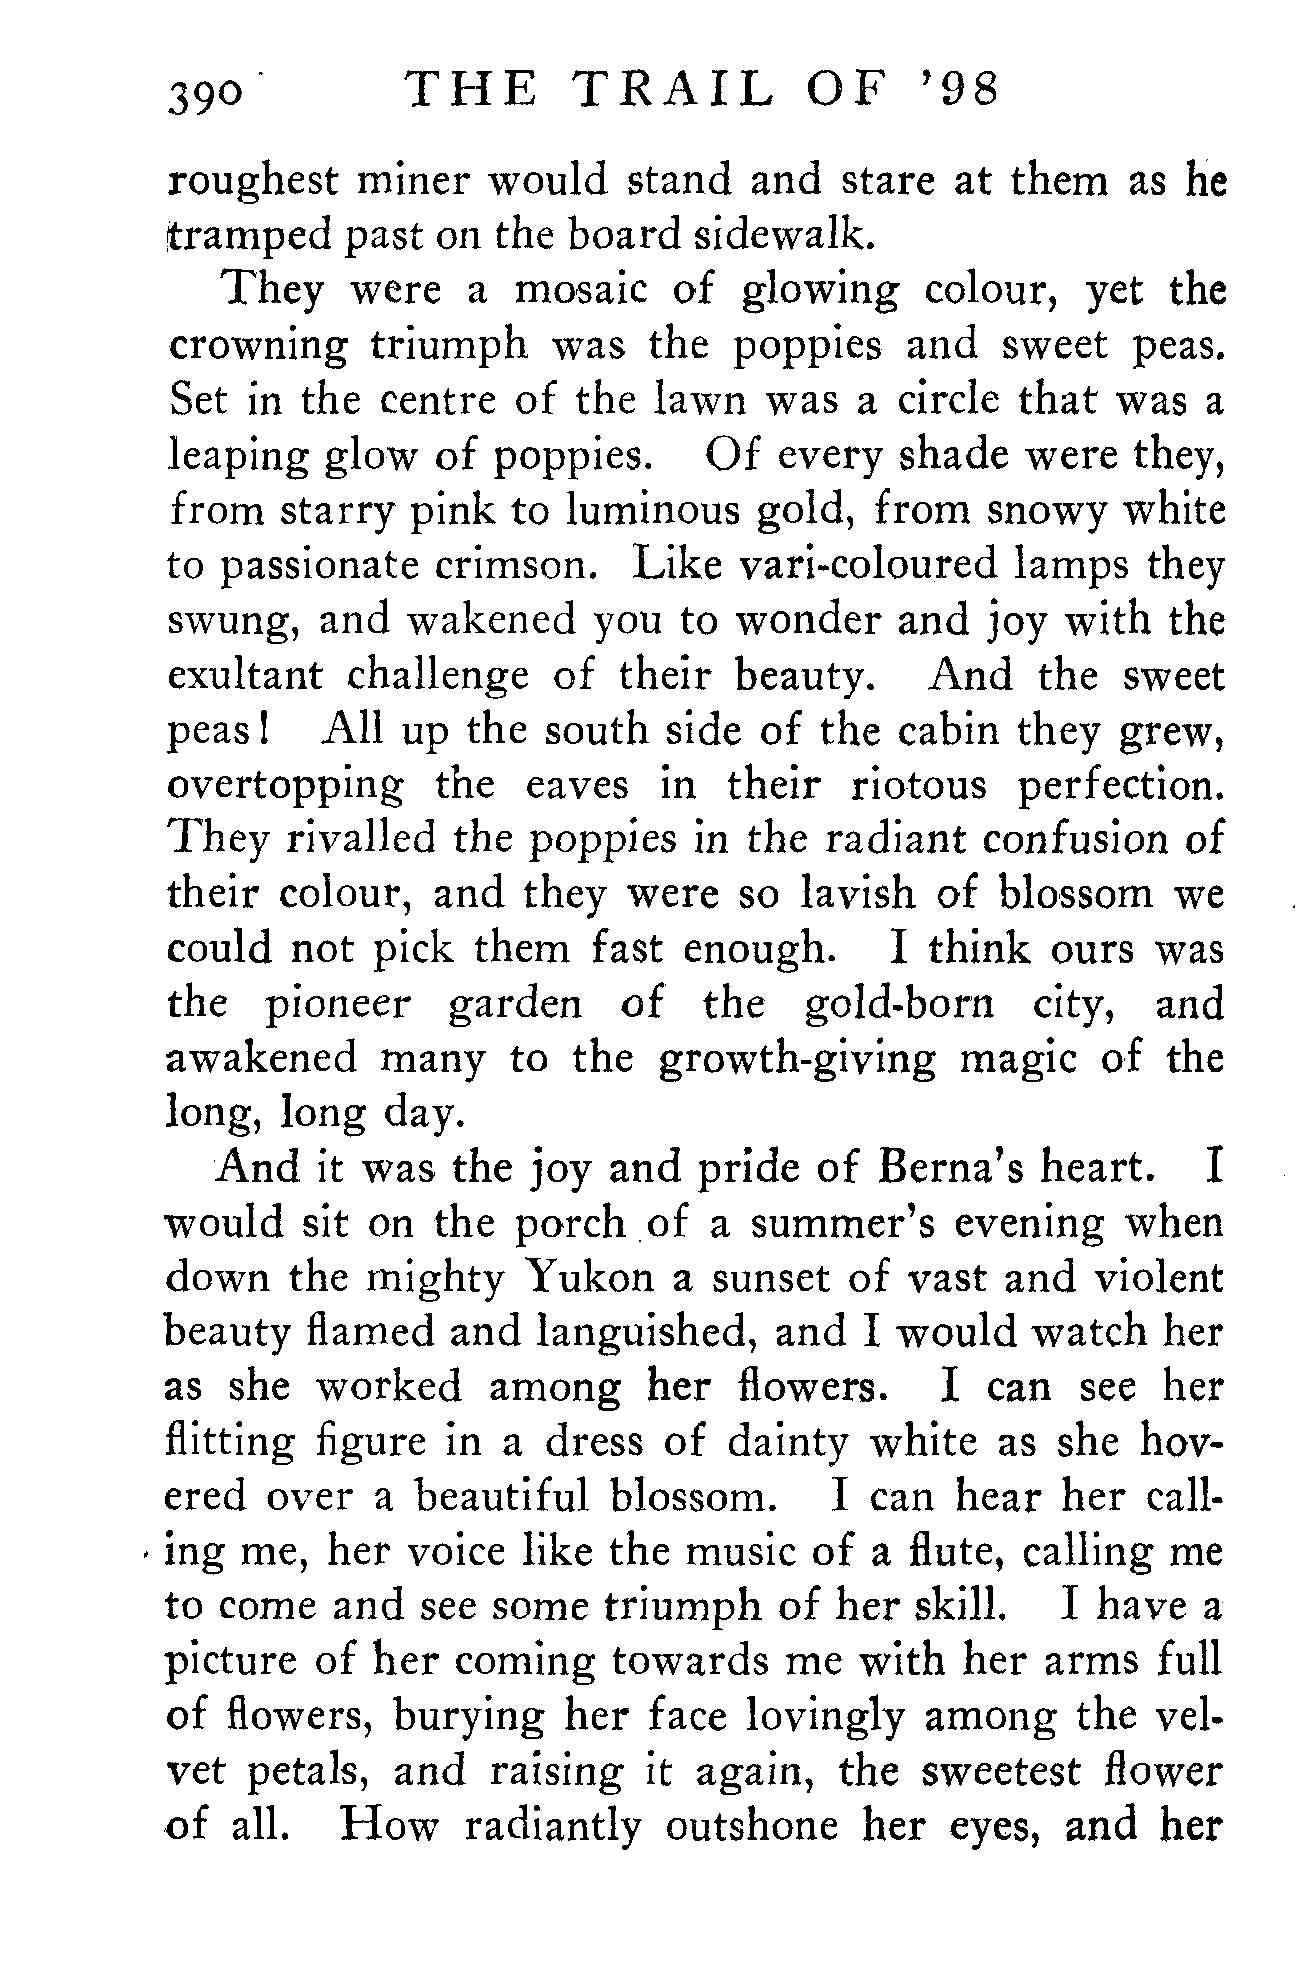 390 THE TRAIL OF ’98
roughest miner would stand and stare at them as he
tramped past on the board sidewalk.
They were a mosaic of glowing colour, yet the
crowning triumph was the poppies and sweet peas.
Set in the centre of the lawn was a circle that was a
leaping glow of poppies. Of every shade were they,
from starry pink to luminous gold, from snowy white
to passionate crimson. Like vari-coloured lamps they
swung, and wakened you to wonder and joy with the
exultant challenge of their beauty. And the sweet
peas! All up the south side of the cabin they grew,
overtopping the eaves in their riotous perfection.
They rivalled the poppies in the radiant confusion of
their colour, and they were so lavish of blossom we
could not pick them fast enough. I think ours was
the pioneer garden of the gold-born city, and
awakened many to the growth-giving magic of the
long, long day.
And it was the joy and pride of Berna’s heart. I
would sit on the porch of a summer’s evening when
down the mighty Yukon a sunset of vast and violent
beauty flamed and languished, and I would watch her
as she worked among her flowers. I can see her
flitting figure in a dress of dainty white as she hov-
ered over a beautiful blossom. I can hear her call-
ing me, her voice like the music of a flute, calling me
to come and see some triumph of her skill. I have a
picture of her coming towards me with her arms full
of flowers, burying her face lovingly among the vel-
vet petals, and raising it again, the sweetest flower
of all. How radiantly outshone her eyes, and her